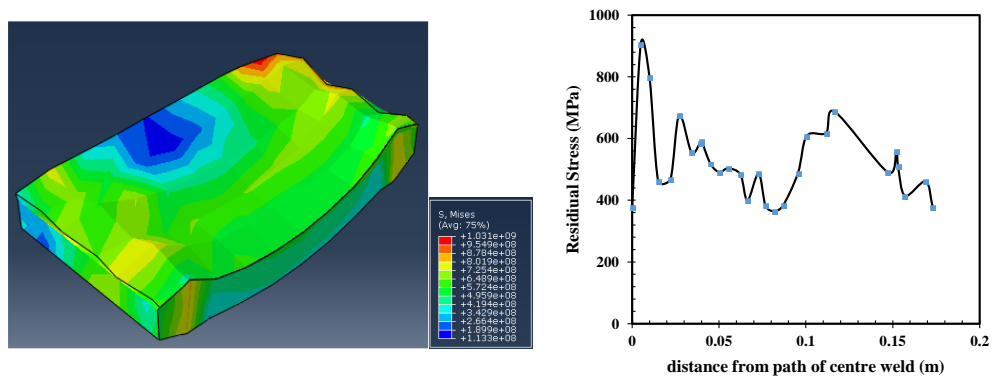 S, Mises
(Avg: 75%)
+1.031e+09
+9.549e+08
+8.784e+08
+8.019e+08
+7.254e+08
+6.489e+08
+5.724e+08
+4.959e+08
+4.194e+08
+3.429e+08
+2.664e+08
+1.899e+08
+1.133e+08
1000
800
600
400
200
0
Residiual Stress (MPa)
0 0.05 0.1 0.15 0.2
distance from path of centre weld (m)